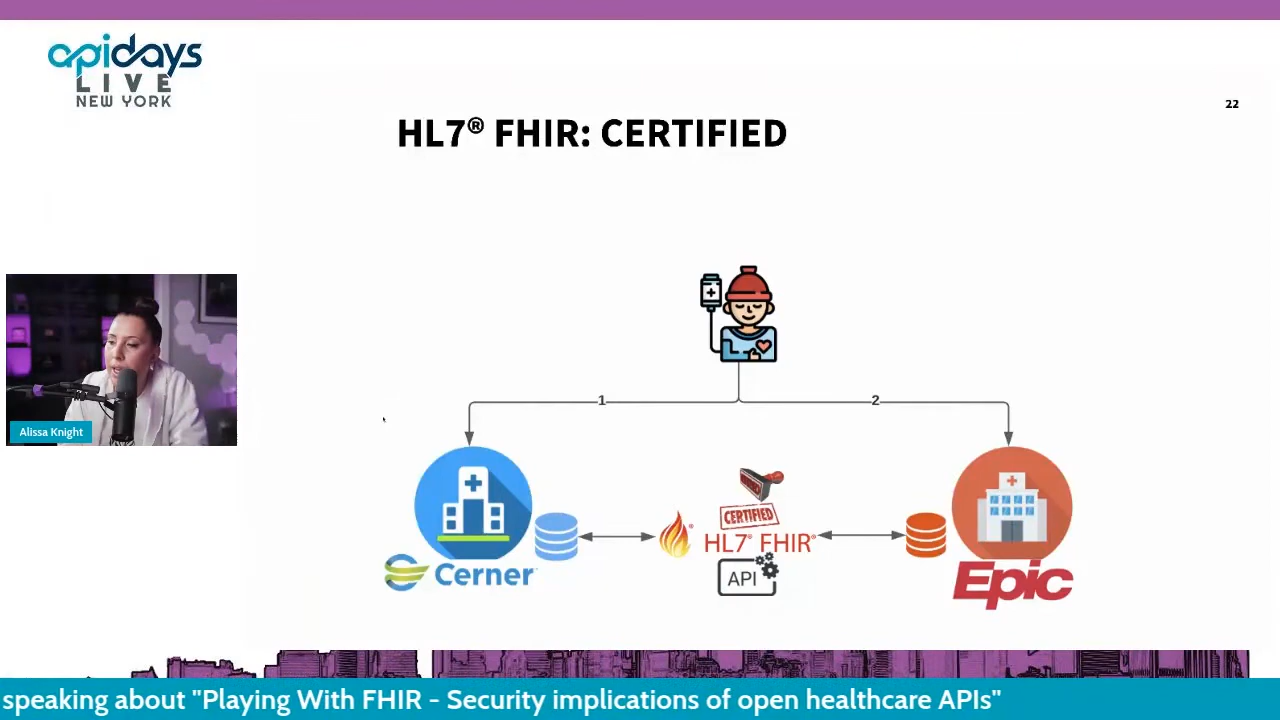 apidays
LIVE
NEW YORK
22
HL7® FHIR: CERTIFIED
1
2
Alissa Knight
CERTIFIED
HL7® FHIR®
API
Cerner
Epic
speaking about "Playing With FHIR - Security implications of open healthcare APIs"